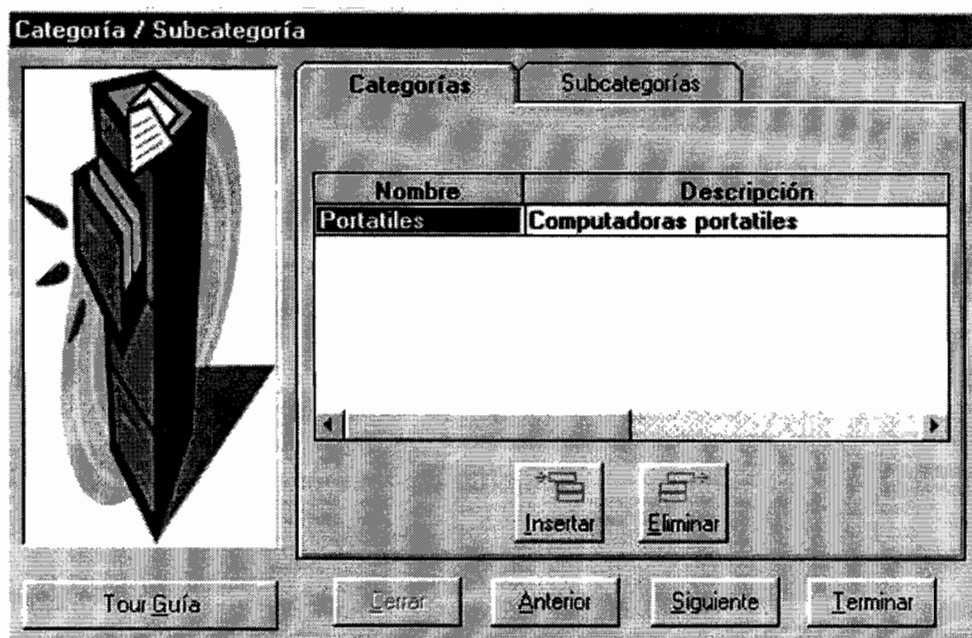 Categoría / Subcategoría
Categorías
Subcategorías
Nombre
Descripción
Portatiles
Computadoras portatiles
Insertar
Eliminar
Tour Guía
Cerrar
Anterior
Siguiente
Terminar